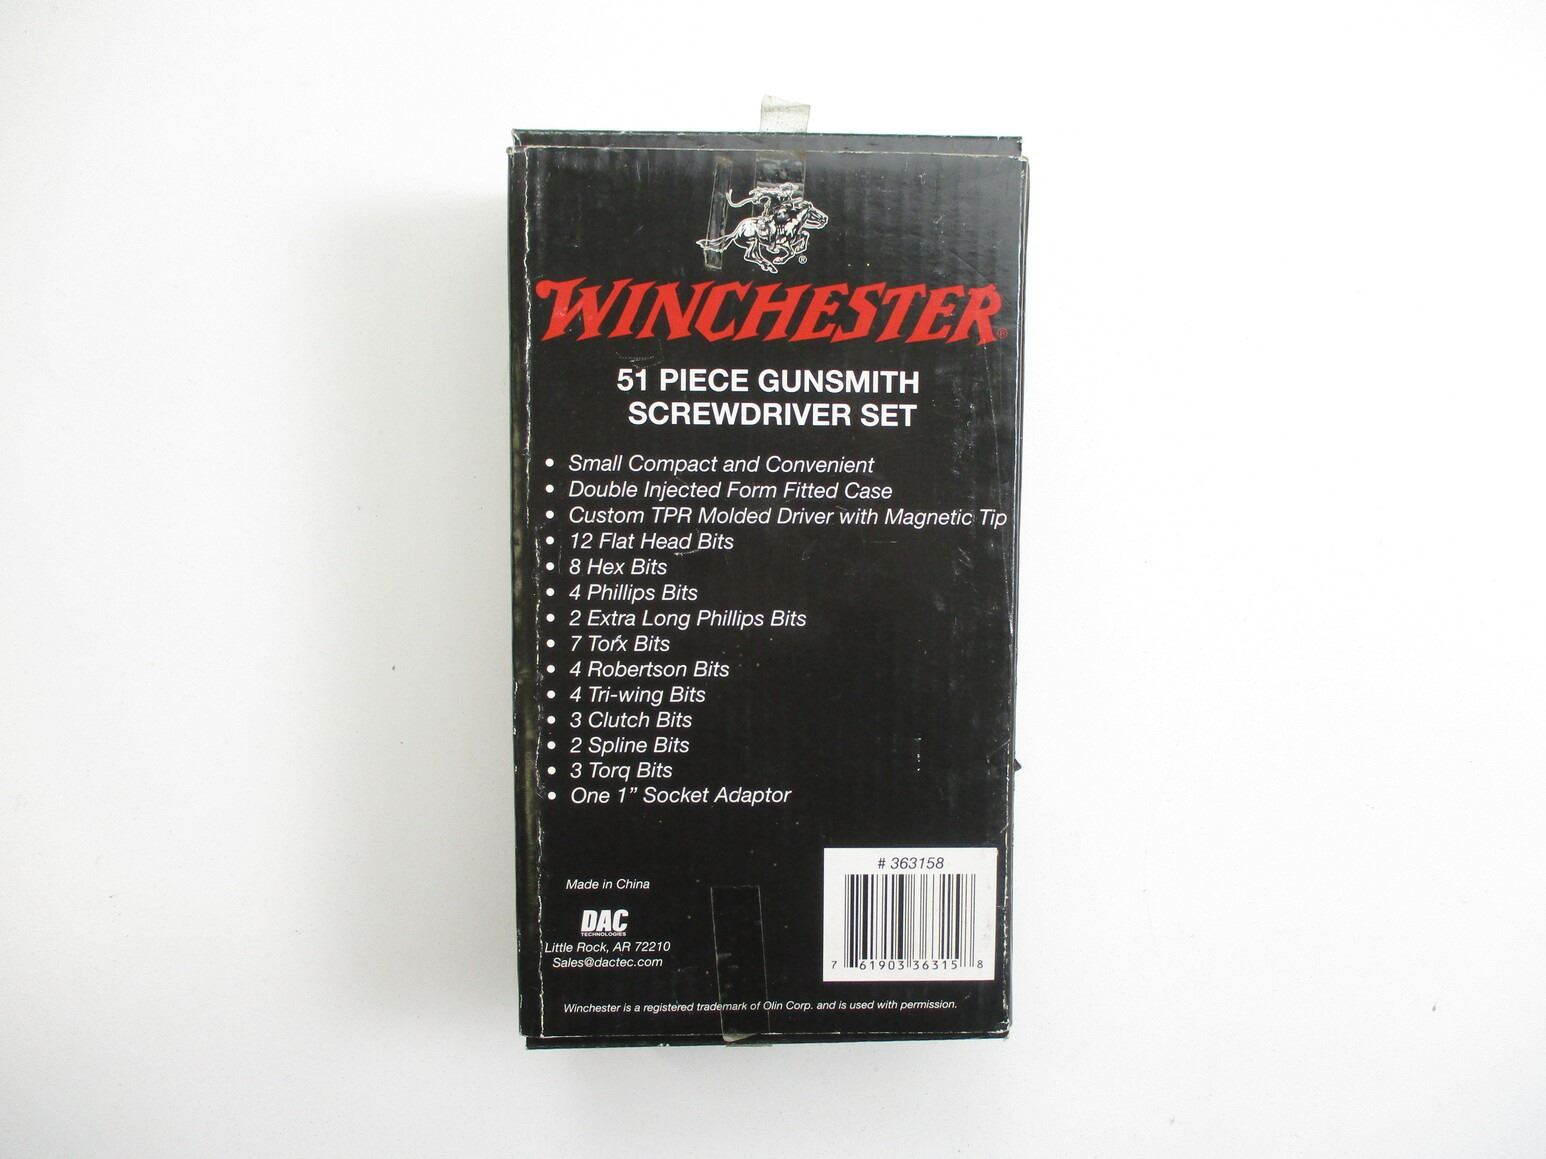 ®
WINCHESTER®
51 PIECE GUNSMITH
SCREWDRIVER SET
• Small Compact and Convenient
• Double Injected Form Fitted Case
• Custom TPR Molded Driver with Magnetic Tip
• 12 Flat Head Bits
• 8 Hex Bits
• 4 Phillips Bits
• 2 Extra Long Phillips Bits
• 7 Torx Bits
• 4 Robertson Bits
• 4 Tri-wing Bits
• 3 Clutch Bits
• 2 Spline Bits
• 3 Torq Bits
• One 1” Socket Adaptor
Made in China
DAC
TECHNOLOGIES
Little Rock, AR 72210
Sales@dactec.com
# 363158
7 61903 36315 8
Winchester is a registered trademark of Olin Corp. and is used with permission.